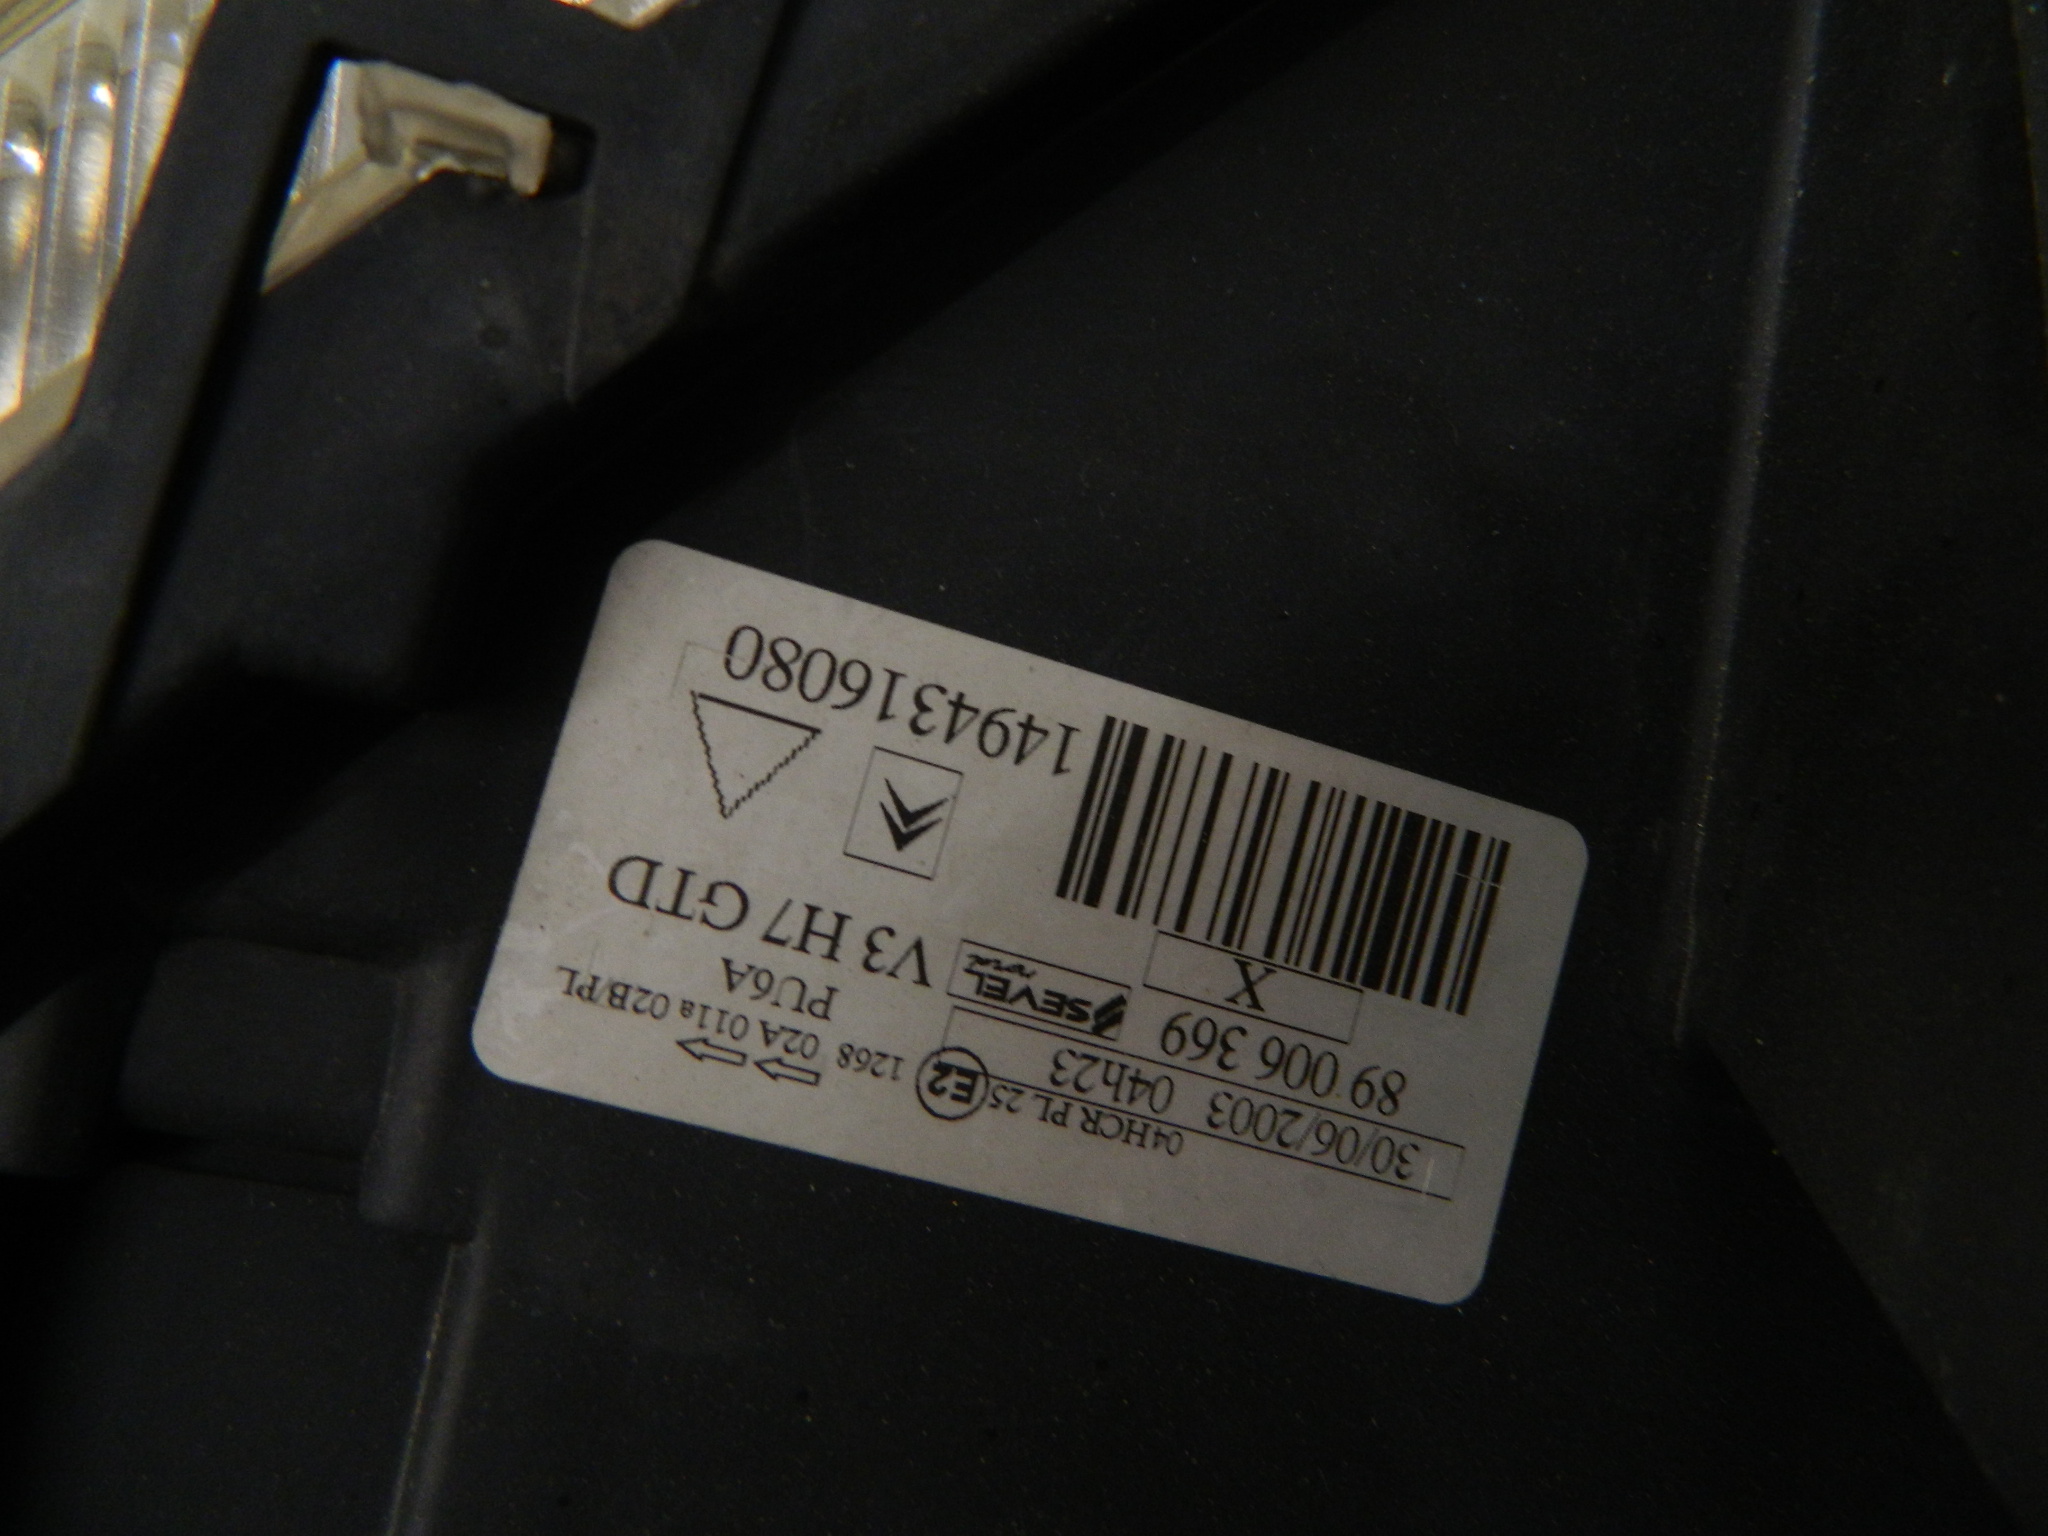 30/06/2003 04h23
04HCR PL 25 E2 1268 02A 011a 02B/PL
PU6A
89 006 369
X
SEVEL
V3 H7 GTD
1494316080